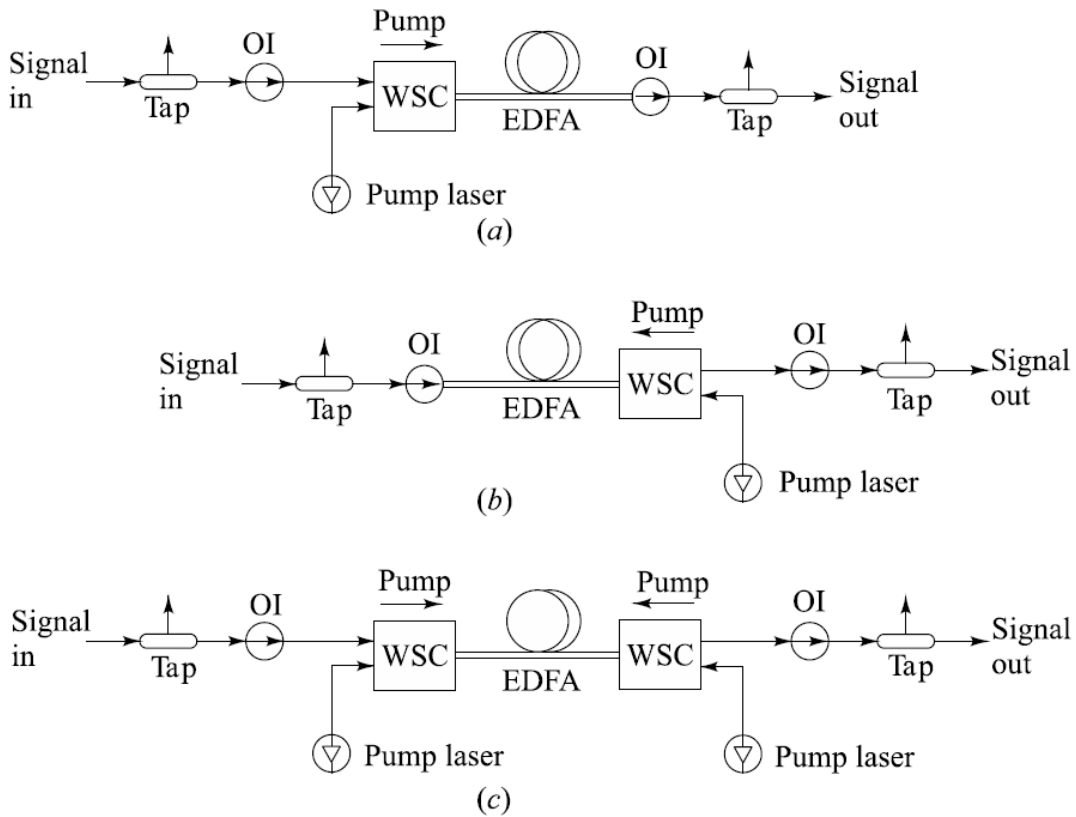 Pump
OI
Signal
in
Tap
WSC
EDFA
OI
Tap
Signal
out
Pump laser
(a)
Pump
OI
Signal
in
Tap
EDFA
WSC
OI
Tap
Signal
out
Pump laser
(b)
Pump
Pump
OI
OI
Signal
in
Tap
WSC
EDFA
WSC
Tap
Signal
out
Pump laser
Pump laser
(c)